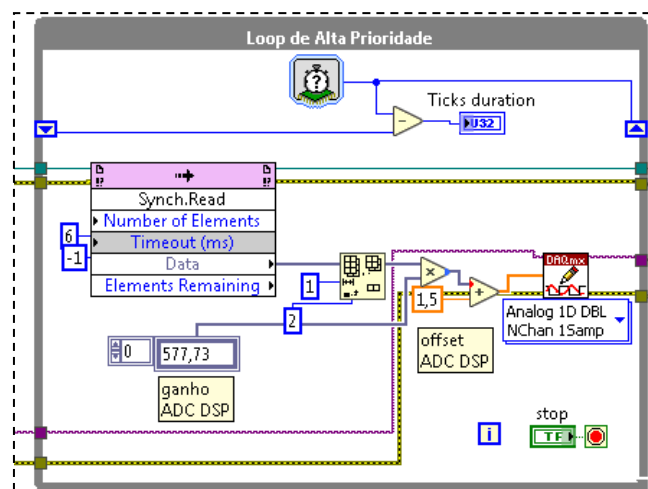 Loop de Alta Prioridade
?
Ticks duration
U32
!?
!?
Synch.Read
Number of Elements
6
Timeout (ms)
-1
Data
Elements Remaining
1
2
1,5
DAQmx
Analog 1D DBL
NChan 1Samp
0
577,73
offset
ADC DSP
ganho
ADC DSP
stop
i
TF